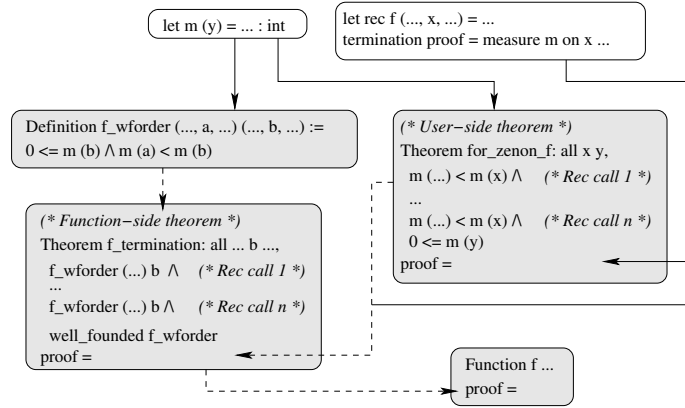 let m (y) = ... : int
let rec f (..., x, ...) = ...
termination proof = measure m on x ...
Definition f_wforder (..., a, ...) (..., b, ...) :=
0 <= m (b) /\ m (a) < m (b)
(* User−side theorem *)
Theorem for_zenon_f: all x y,
m (...) < m (x) /\ (* Rec call 1 *)
...
m (...) < m (x) /\ (* Rec call n *)
0 <= m (y)
proof =
(* Function−side theorem *)
Theorem f_termination: all ... b ...,
f_wforder (...) b /\ (* Rec call 1 *)
...
f_wforder (...) b /\ (* Rec call n *)
well_founded f_wforder
proof =
Function f ...
proof =